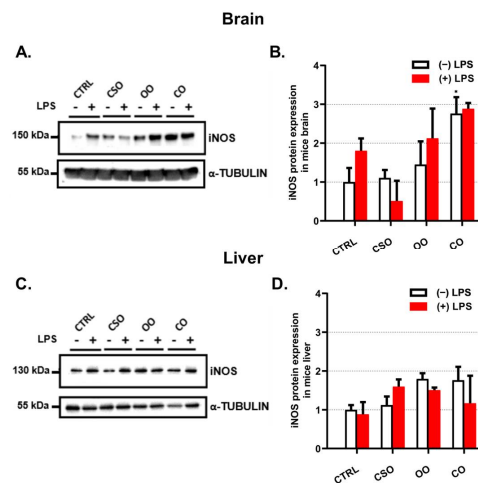 Brain
A.
CTRL CSO OO CO
LPS - + - + - + - +
150 kDa iNOS
55 kDa α-TUBULIN
B.
(−) LPS
(+) LPS
iNOS protein expression
in mice brain
4
3
2
1
0
*
CTRL CSO OO CO
Liver
C.
CTRL CSO OO CO
LPS - + - + - + - +
130 kDa iNOS
55 kDa α-TUBULIN
D.
(−) LPS
(+) LPS
iNOS protein expression
in mice liver
4
3
2
1
0
CTRL CSO OO CO